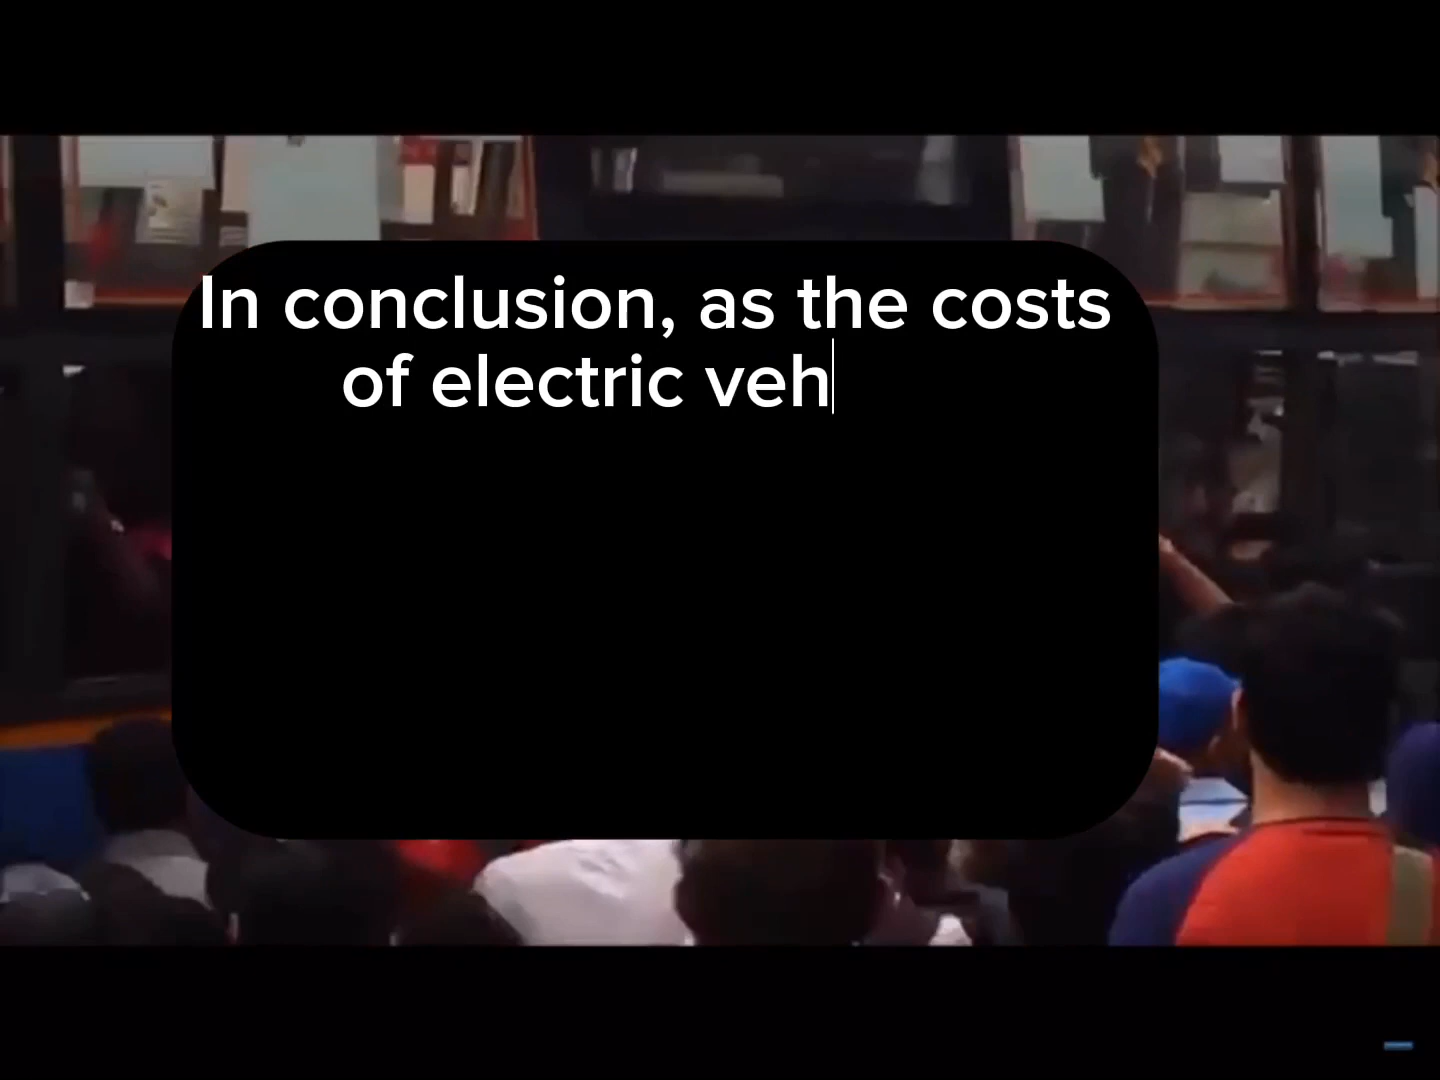 In conclusion, as the costs
of electric veh